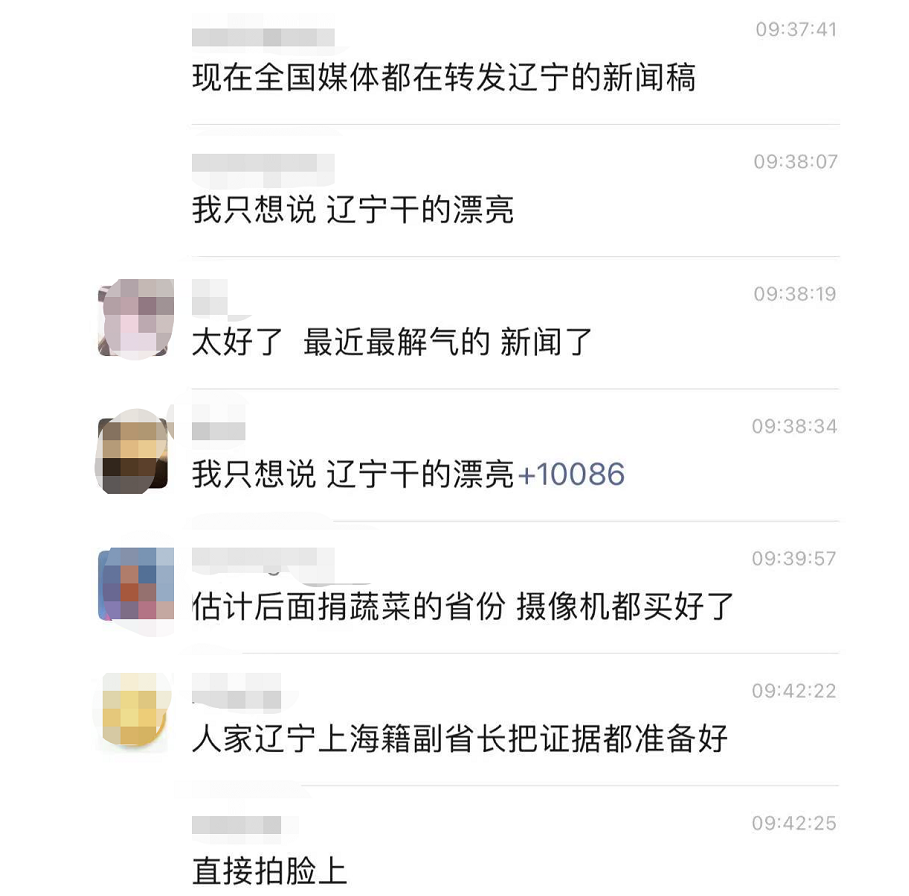 09:37:41
现在全国媒体都在转发辽宁的新闻稿
09:38:07
我只想说 辽宁干的漂亮
09:38:19
太好了 最近最解气的 新闻了
09:38:34
我只想说 辽宁干的漂亮+10086
09:39:57
估计后面捐蔬菜的省份 摄像机都买好了
09:42:22
人家辽宁上海籍副省长把证据都准备好
09:42:25
直接拍脸上